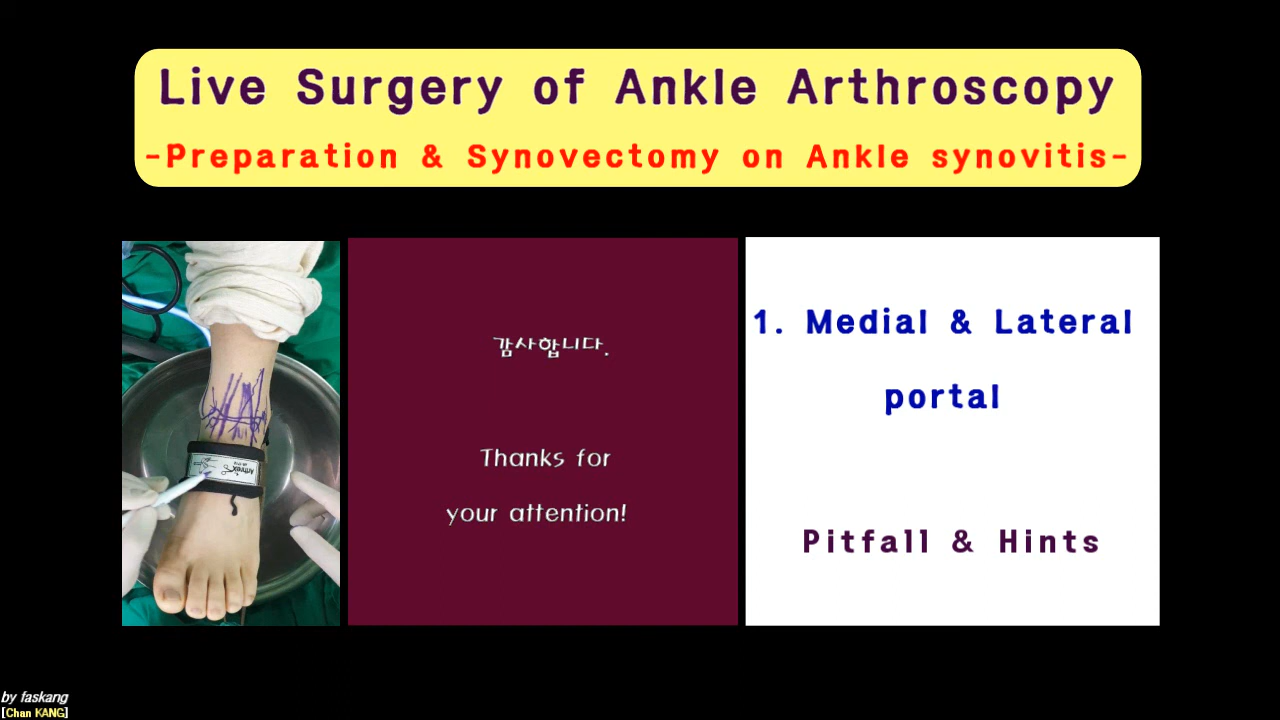 Live Surgery of Ankle Arthroscopy
-Preparation & Synovectomy on Ankle synovitis-
Arthrex
감사합니다.
Thanks for
your attention!
1. Medial & Lateral
portal
Pitfall & Hints
by faskang
[Chan KANG]